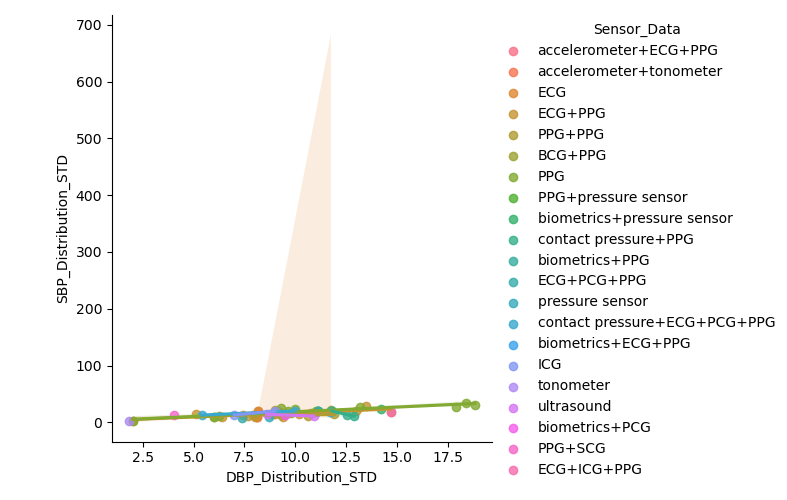 700
600
500
400
300
200
100
0
SBP_Distribution_STD
2.5 5.0 7.5 10.0 12.5 15.0 17.5
DBP_Distribution_STD
Sensor_Data
accelerometer+ECG+PPG
accelerometer+tonometer
ECG
ECG+PPG
PPG+PPG
BCG+PPG
PPG
PPG+pressure sensor
biometrics+pressure sensor
contact pressure+PPG
biometrics+PPG
ECG+PCG+PPG
pressure sensor
contact pressure+ECG+PCG+PPG
biometrics+ECG+PPG
ICG
tonometer
ultrasound
biometrics+PCG
PPG+SCG
ECG+ICG+PPG